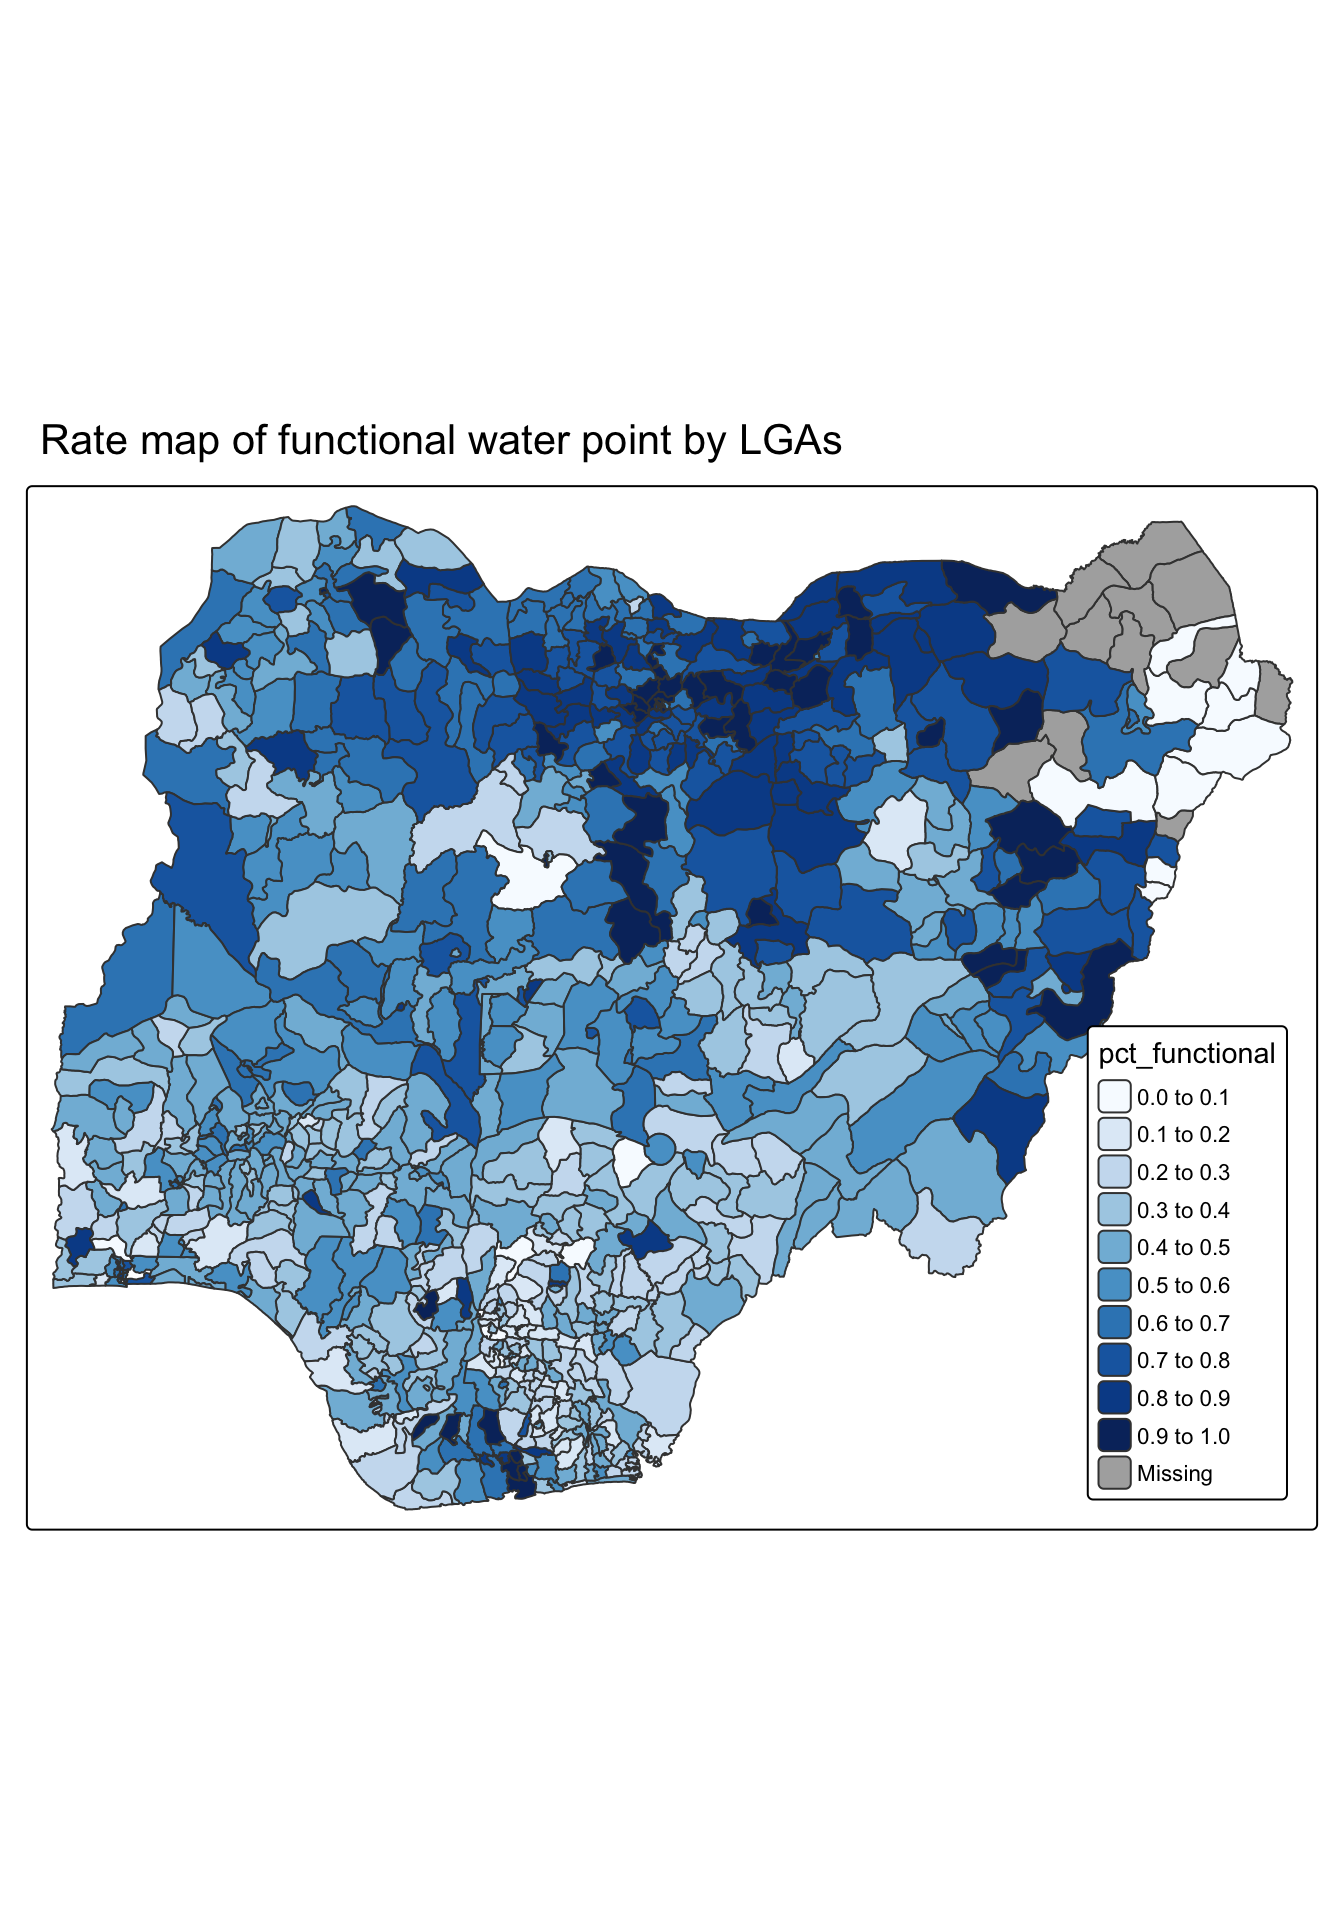 Rate map of functional water point by LGAs
pct_functional
0.0 to 0.1
0.1 to 0.2
0.2 to 0.3
0.3 to 0.4
0.4 to 0.5
0.5 to 0.6
0.6 to 0.7
0.7 to 0.8
0.8 to 0.9
0.9 to 1.0
Missing